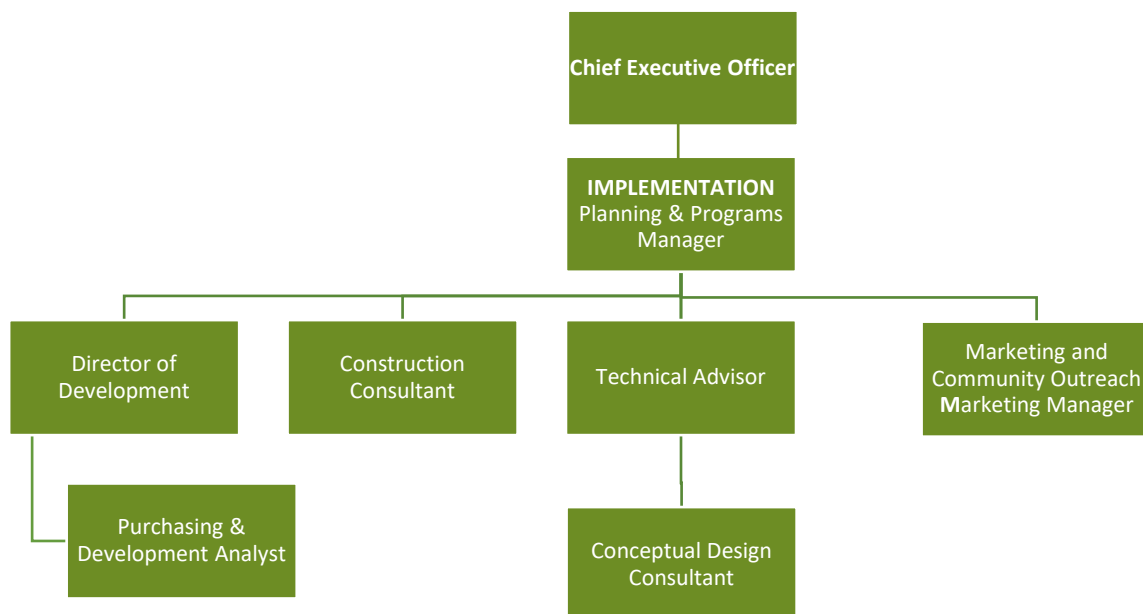 Chief Executive Officer
IMPLEMENTATION
Planning & Programs
Manager
Director of
Development
Construction
Consultant
Technical Advisor
Marketing and
Community Outreach
Marketing Manager
Purchasing &
Development Analyst
Conceptual Design
Consultant